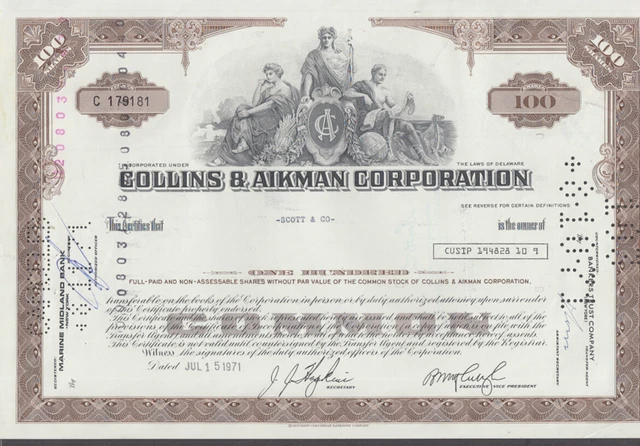 100
100
C 179181
100
INCORPORATED UNDER
THE LAWS OF DELAWARE
COLLINS & AIKMAN CORPORATION
SEE REVERSE FOR CERTAIN DEFINITIONS
This Certifies that
-SCOTT & CO-
is the owner of
CUSIP 194828 10 9
ONE HUNDRED
FULL-PAID AND NON-ASSESSABLE SHARES WITHOUT PAR VALUE OF THE COMMON STOCK OF COLLINS & AIKMAN CORPORATION,
transferable on the books of the Corporation in person or by duly authorized attorney upon surrender
of this Certificate properly endorsed.
This Certificate is not valid until countersigned by the Transfer Agent and registered by the Registrar.
Witness the signatures of the duly authorized officers of the Corporation.
Dated JUL 15 1971
SECRETARY
EXECUTIVE VICE PRESIDENT
MARINE MIDLAND BANK
BANKERS TRUST COMPANY
20803